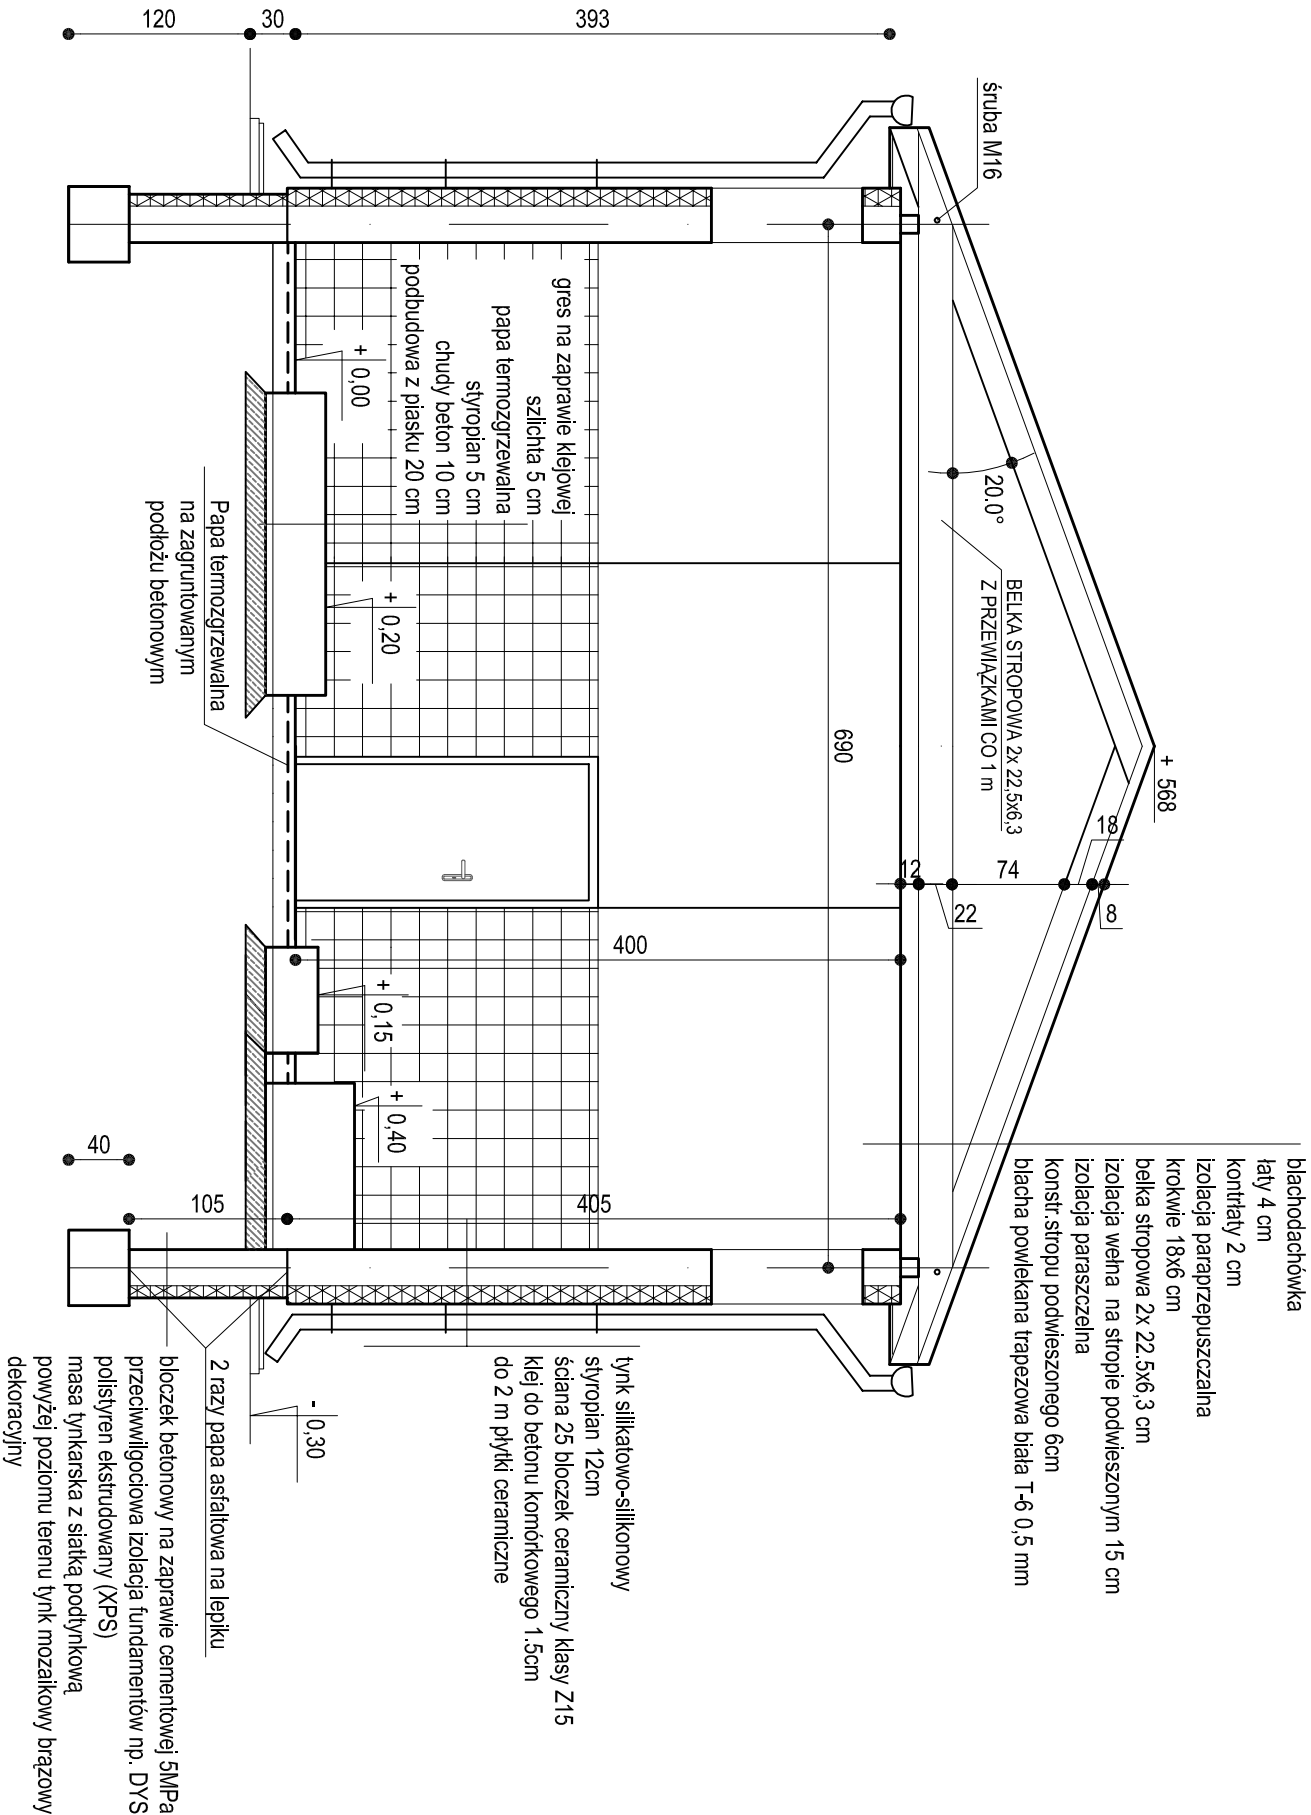 blachodachówka
łaty 4 cm
kontrłaty 2 cm
izolacja paraprzepuszczalna
krokwie 18x6 cm
belka stropowa 2x 22.5x6,3 cm
izolacja wełna na stropie podwieszonym 15 cm
izolacja paraszczelna
konstr.stropu podwieszonego 6cm
blacha powlekana trapezowa biała T-6 0,5 mm
+ 568
18
8
74
12
22
20.0°
BELKA STROPOWA 2x 22,5x6,3
Z PRZEWIĄZKAMI CO 1 m
śruba M16
393
30
120
690
400
405
105
40
gres na zaprawie klejowej
szlichta 5 cm
papa termozgrzewalna
styropian 5 cm
chudy beton 10 cm
podbudowa z piasku 20 cm
+ 0,00
+ 0,20
+ 0,15
+ 0,40
- 0,30
Papa termozgrzewalna
na zagruntowanym
podłożu betonowym
tynk silikatowo-silikonowy
styropian 12cm
ściana 25 bloczek ceramiczny klasy Z15
klej do betonu komórkowego 1.5cm
do 2 m płytki ceramiczne
2 razy papa asfaltowa na lepiku
bloczek betonowy na zaprawie cementowej 5MPa
przeciwwilgociowa izolacja fundamentów np. DYS
polistyren ekstrudowany (XPS)
masa tynkarska z siatką podtynkową
powyżej poziomu terenu tynk mozaikowy brązowy
dekoracyjny